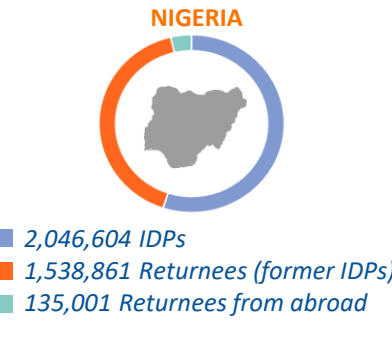 NIGERIA
2,046,604 IDPs
1,538,861 Returnees (former IDPs)
135,001 Returnees from abroad